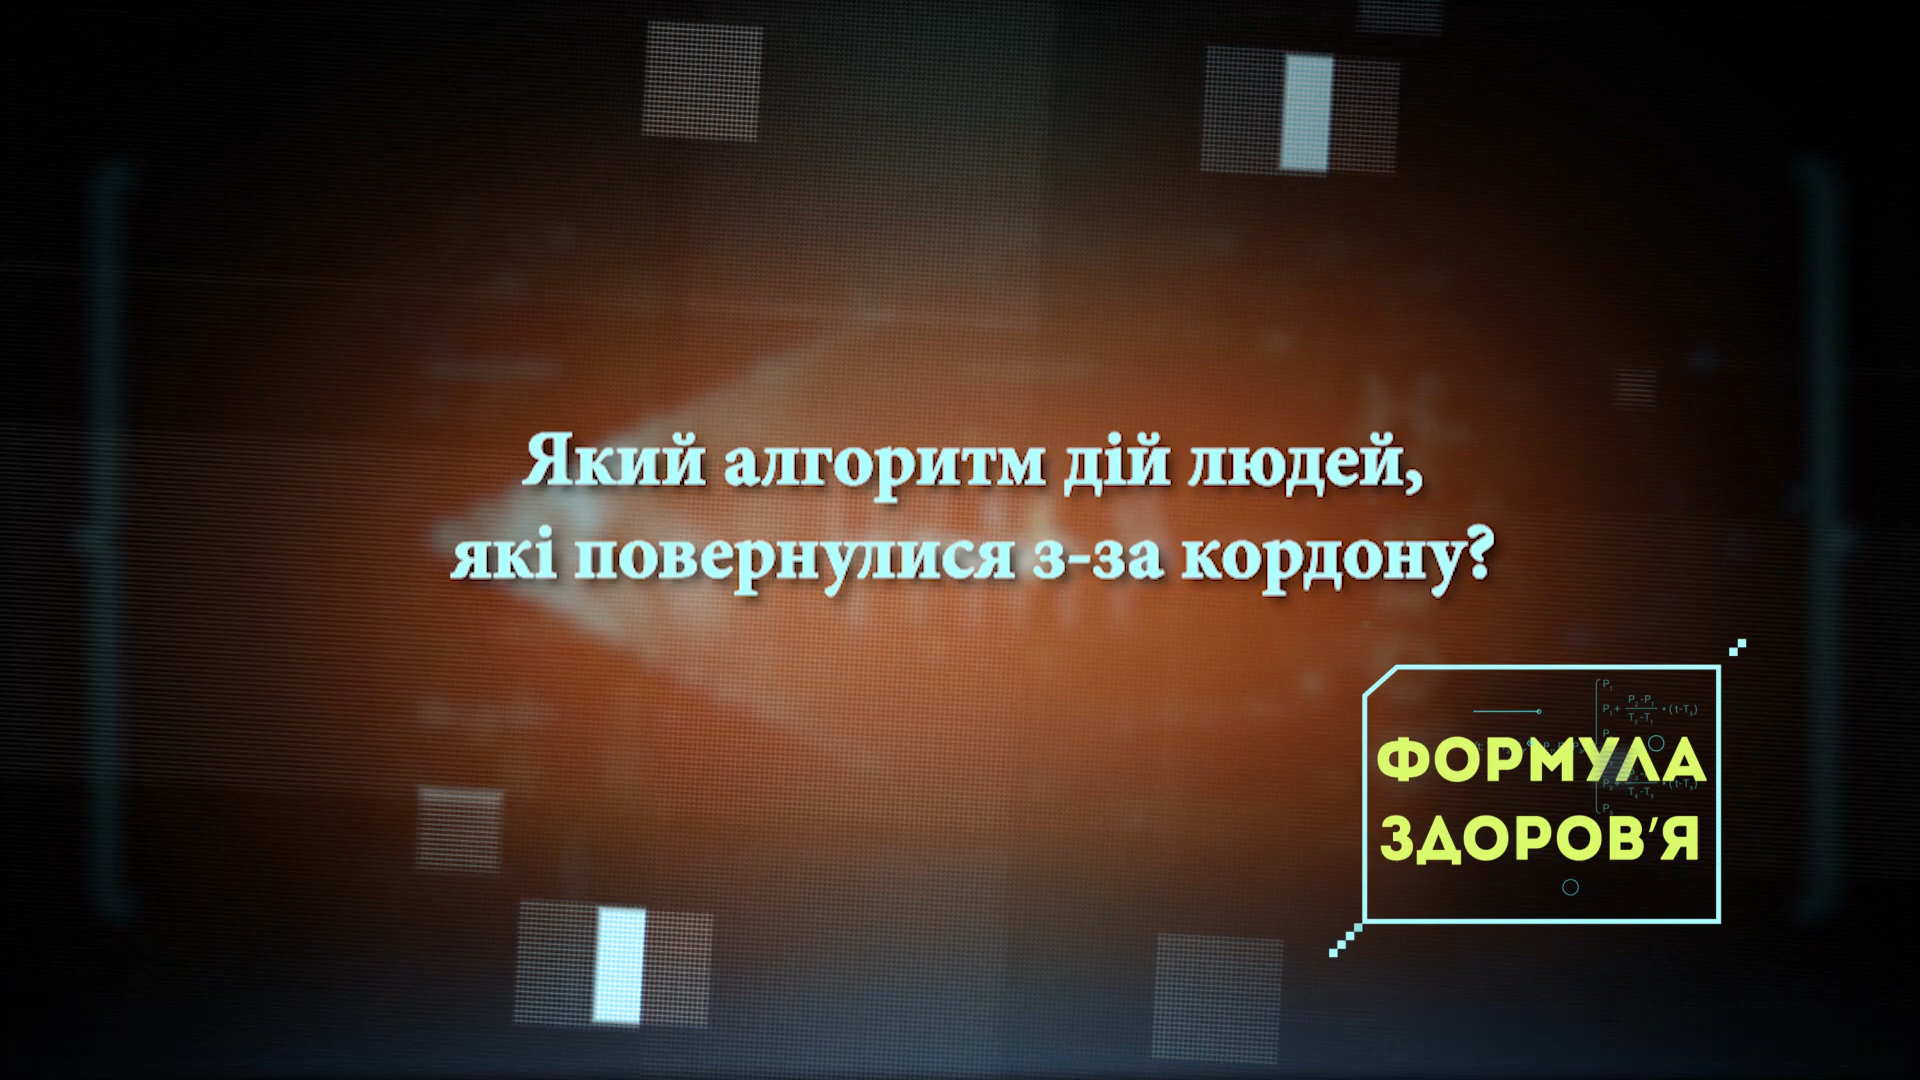 Який алгоритм дій людей,
які повернулися з-за кордону?
ФОРМУЛА
ЗДОРОВ'Я